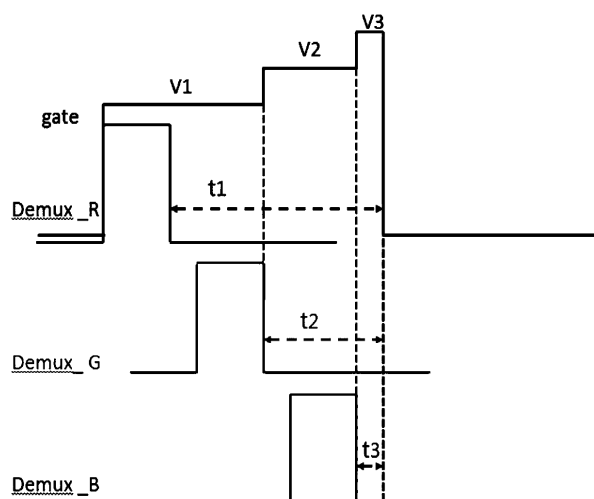 V3
V2
V1
gate
t1
Demux _R
t2
Demux_ G
t3
Demux _B